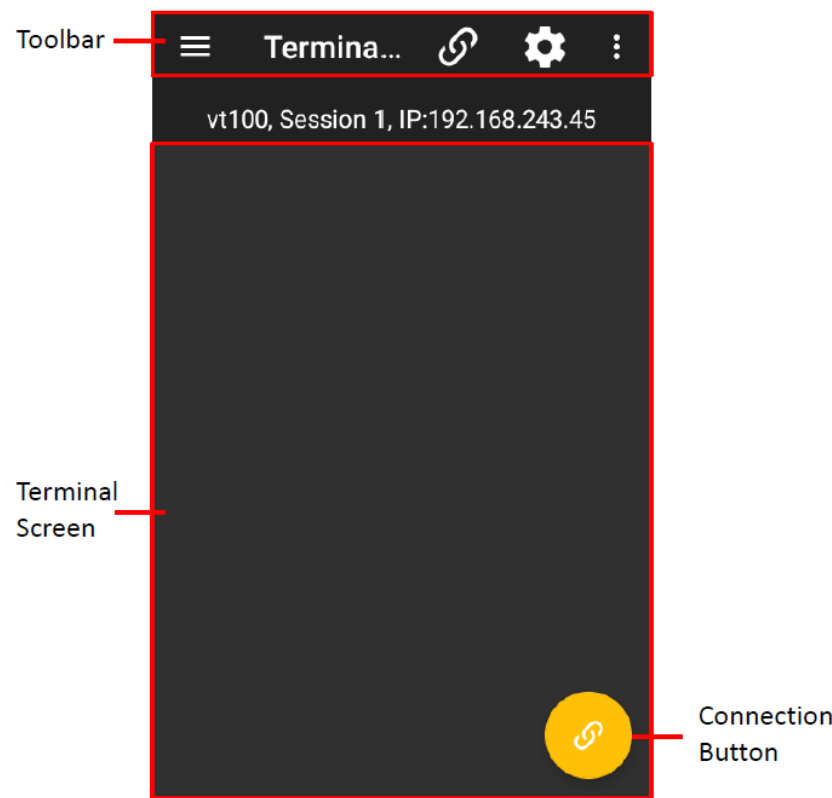 Toolbar
Termina...
vt100, Session 1, IP:192.168.243.45
Terminal
Screen
Connection
Button